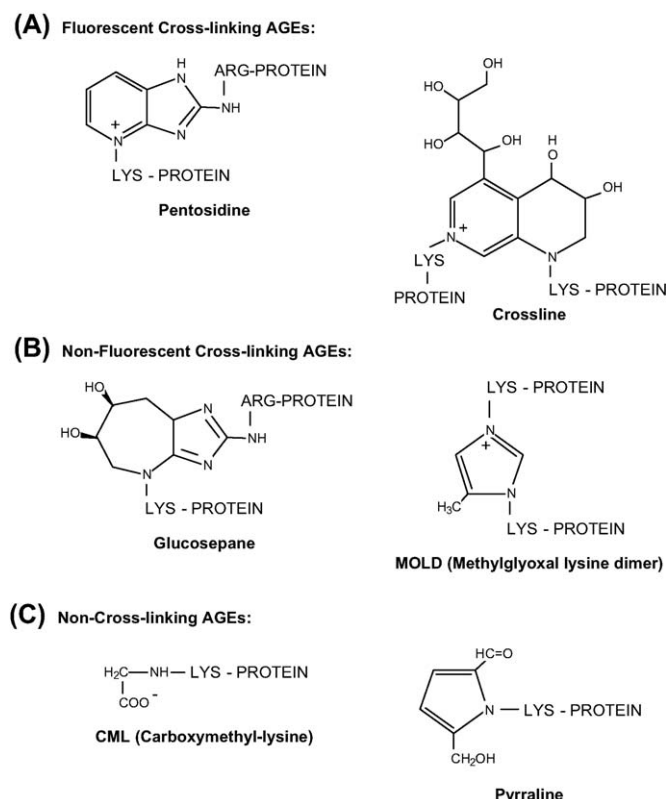 (A) Fluorescent Cross-linking AGEs:
H
N
ARG-PROTEIN
NH
N
+
N
LYS - PROTEIN
Pentosidine
OH
OH
HO
HO
OH
H
O
OH
+
N
LYS
PROTEIN
N
LYS - PROTEIN
Crossline
(B) Non-Fluorescent Cross-linking AGEs:
HO
HO
N
ARG-PROTEIN
NH
N
N
LYS - PROTEIN
Glucosepane
LYS - PROTEIN
N
+
N
H₃C
LYS - PROTEIN
MOLD (Methylglyoxal lysine dimer)
(C) Non-Cross-linking AGEs:
H₂C—NH—LYS - PROTEIN
COO⁻
CML (Carboxymethyl-lysine)
HC=O
N—LYS - PROTEIN
CH₂OH
Pyrraline